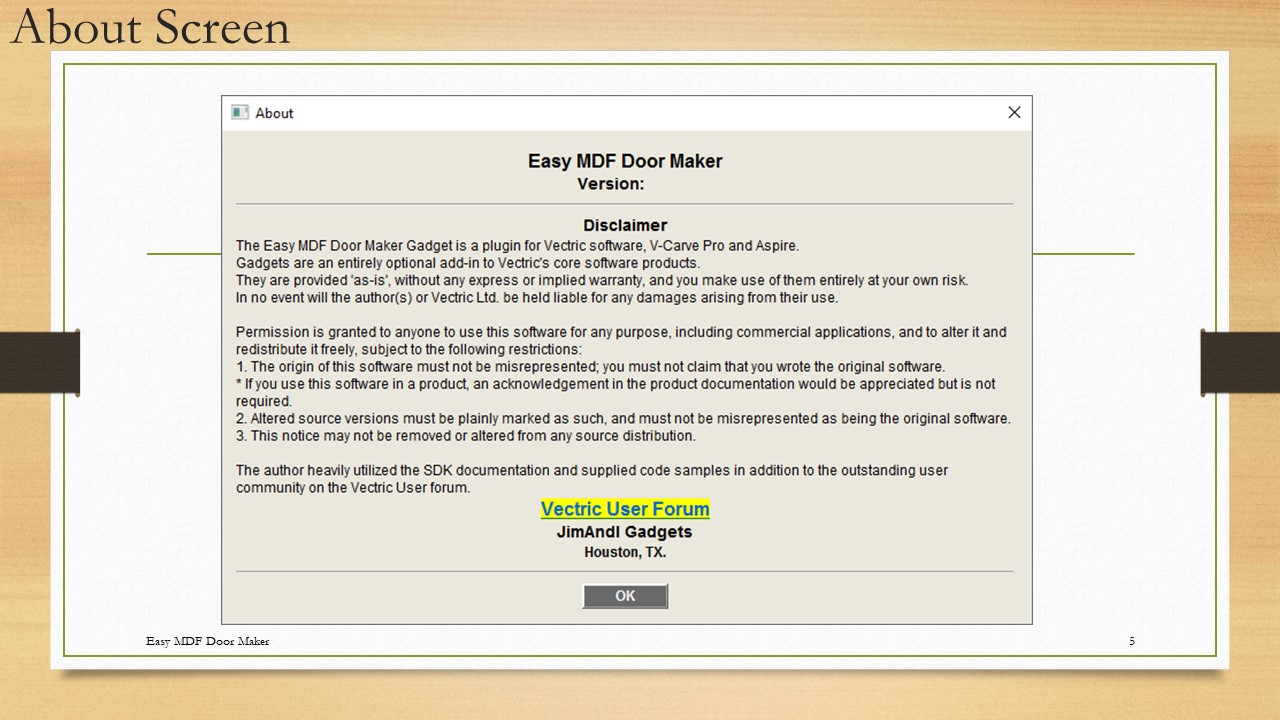 About Screen
About
Easy MDF Door Maker
Version:
Disclaimer
The Easy MDF Door Maker Gadget is a plugin for Vectric software, V-Carve Pro and Aspire.
Gadgets are an entirely optional add-in to Vectric's core software products.
They are provided 'as-is', without any express or implied warranty, and you make use of them entirely at your own risk.
In no event will the author(s) or Vectric Ltd. be held liable for any damages arising from their use.
Permission is granted to anyone to use this software for any purpose, including commercial applications, and to alter it and
redistribute it freely, subject to the following restrictions:
1. The origin of this software must not be misrepresented; you must not claim that you wrote the original software.
* If you use this software in a product, an acknowledgement in the product documentation would be appreciated but is not
required.
2. Altered source versions must be plainly marked as such, and must not be misrepresented as being the original software.
3. This notice may not be removed or altered from any source distribution.
The author heavily utilized the SDK documentation and supplied code samples in addition to the outstanding user
community on the Vectric User forum.
Vectric User Forum
JimAndI Gadgets
Houston, TX.
OK
Easy MDF Door Maker
5